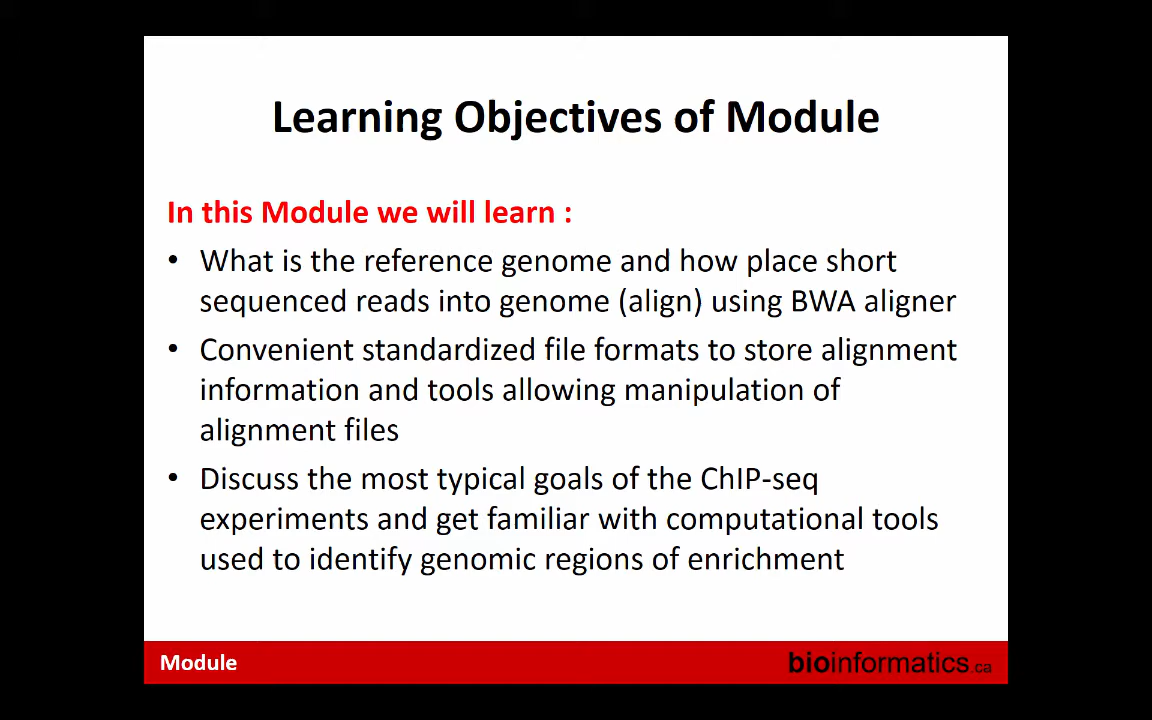 Learning Objectives of Module
In this Module we will learn :
• What is the reference genome and how place short
sequenced reads into genome (align) using BWA aligner
• Convenient standardized file formats to store alignment
information and tools allowing manipulation of
alignment files
• Discuss the most typical goals of the ChIP-seq
experiments and get familiar with computational tools
used to identify genomic regions of enrichment
Module
bioinformatics.ca